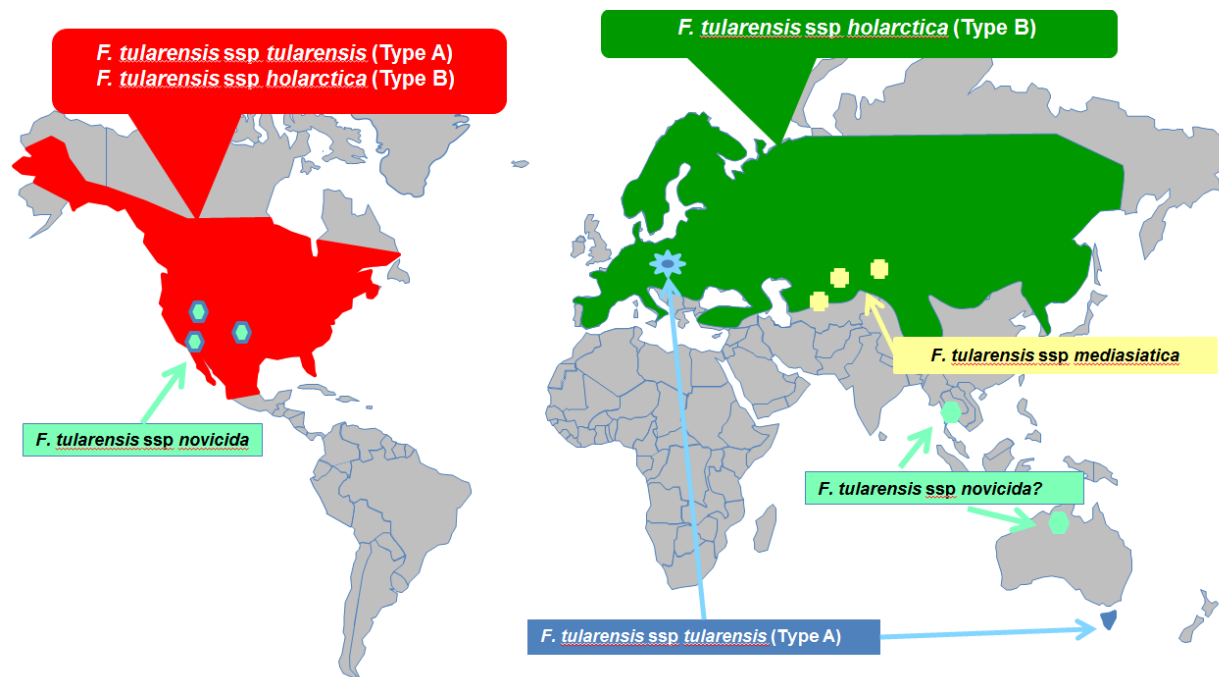 F. tularensis ssp tularensis (Type A)
F. tularensis ssp holarctica (Type B)
F. tularensis ssp holarctica (Type B)
F. tularensis ssp mediasiatica
F. tularensis ssp novicida
F. tularensis ssp novicida?
F. tularensis ssp tularensis (Type A)